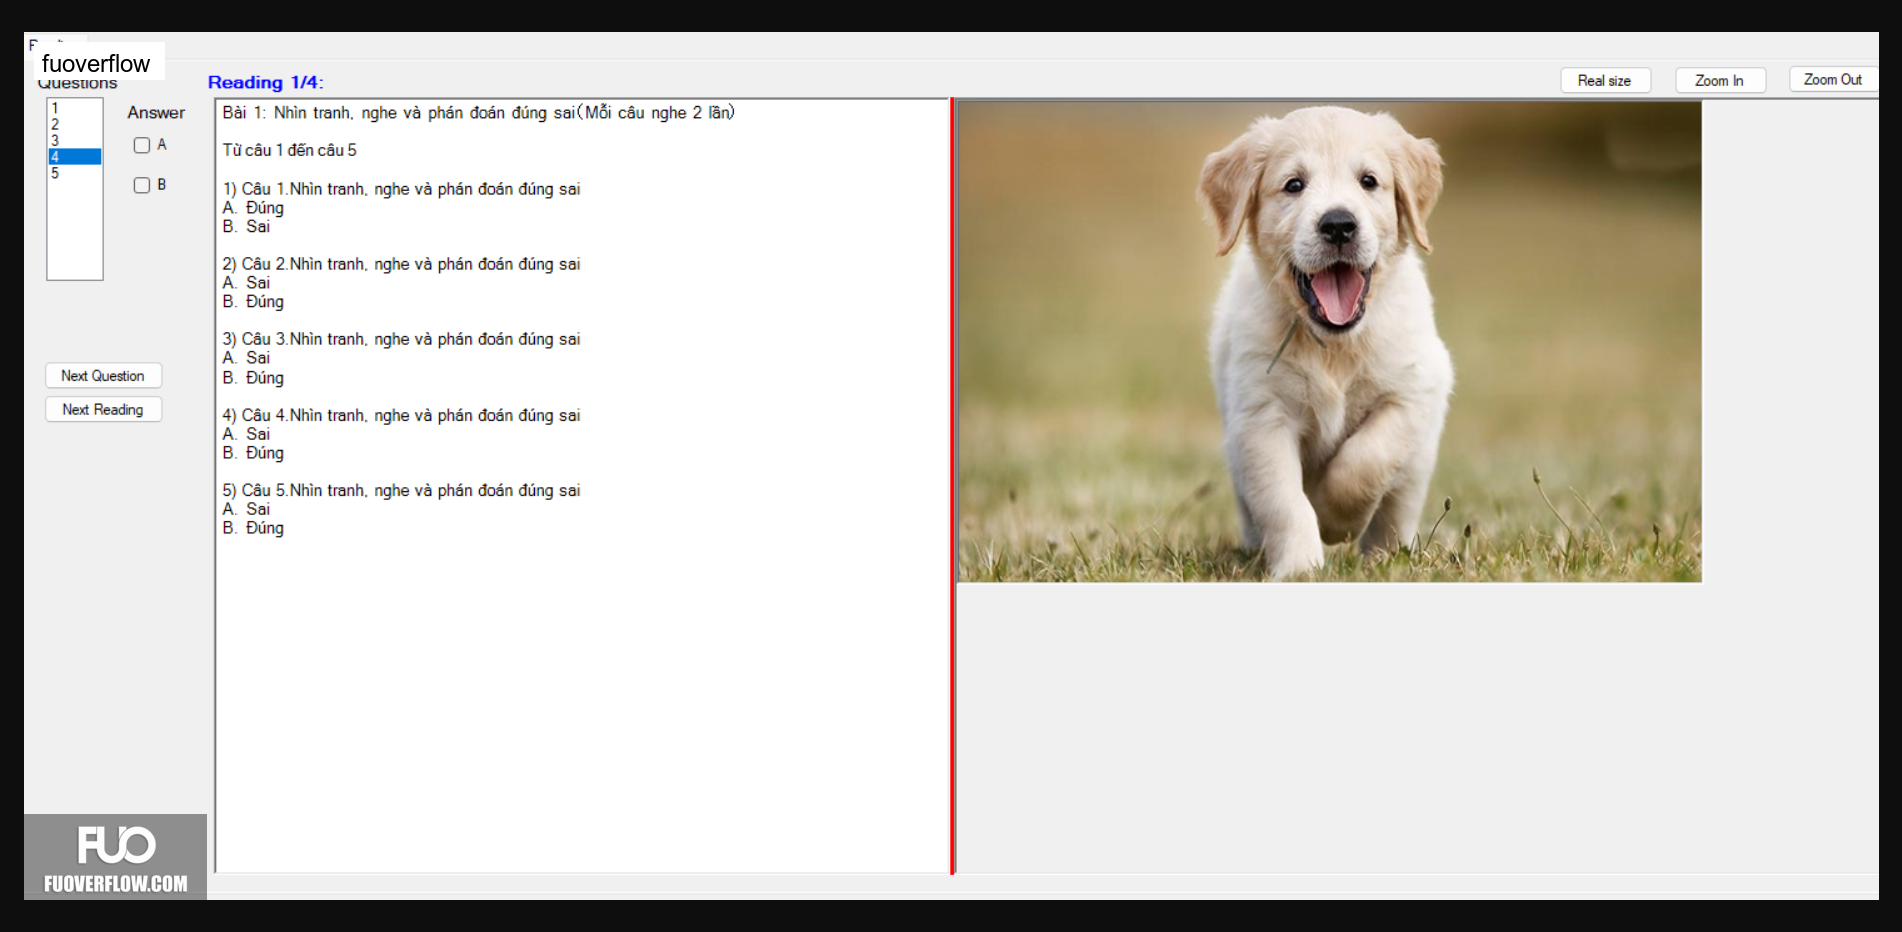 fuoverflow
Questions
Reading 1/4:
Real size
Zoom In
Zoom Out
1
2
3
4
5
Answer
A
B
Next Question
Next Reading
Bài 1: Nhìn tranh, nghe và phán đoán đúng sai(Mỗi câu nghe 2 lần)
Từ câu 1 đến câu 5
1) Câu 1.Nhìn tranh, nghe và phán đoán đúng sai
A. Đúng
B. Sai
2) Câu 2.Nhìn tranh, nghe và phán đoán đúng sai
A. Sai
B. Đúng
3) Câu 3.Nhìn tranh, nghe và phán đoán đúng sai
A. Sai
B. Đúng
4) Câu 4.Nhìn tranh, nghe và phán đoán đúng sai
A. Sai
B. Đúng
5) Câu 5.Nhìn tranh, nghe và phán đoán đúng sai
A. Sai
B. Đúng
FUO
FUOVERFLOW.COM